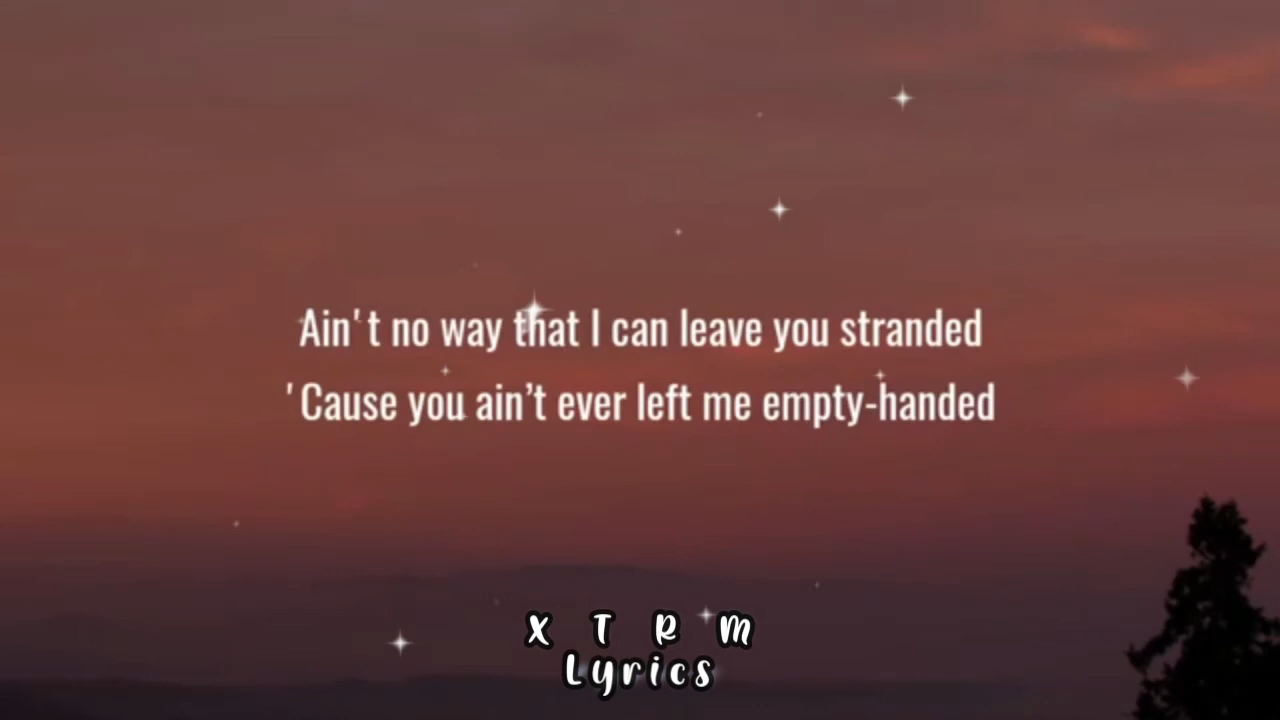 Ain't no way that I can leave you stranded
'Cause you ain’t ever left me empty-handed
X T R M
Lyrics